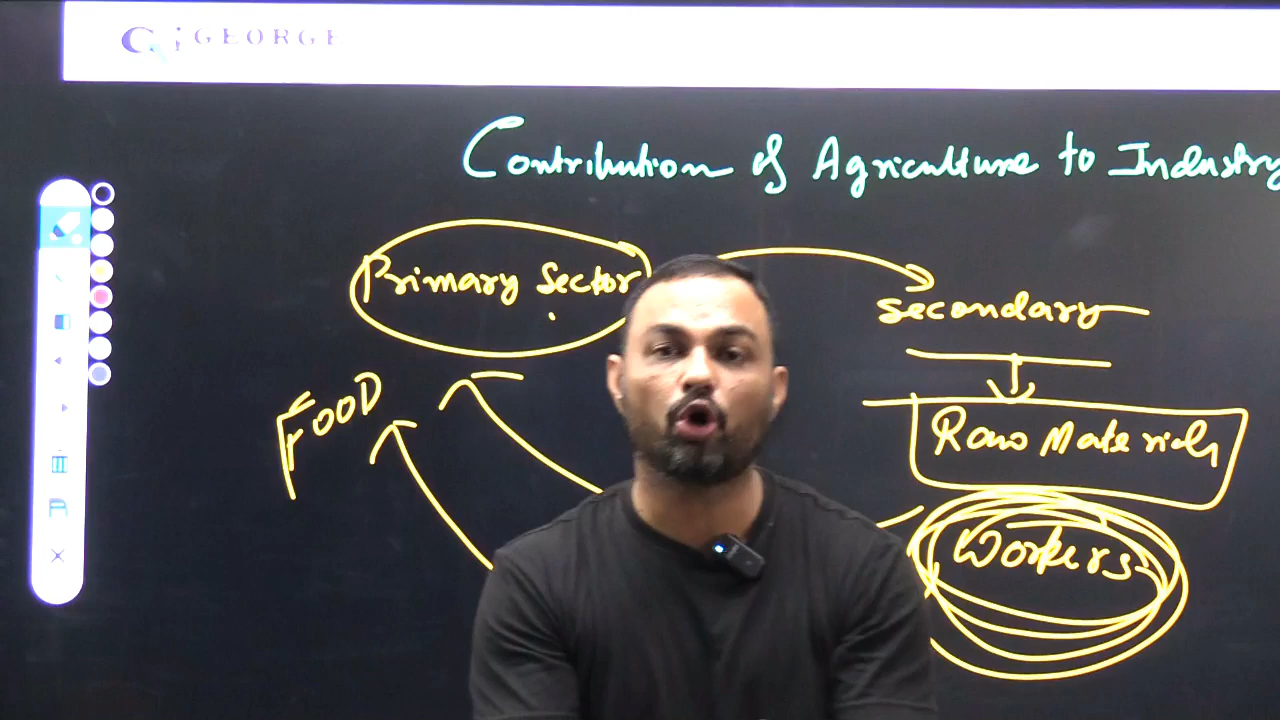 GEORGE
Contribution of Agriculture to Industry
Primary Sector
secondary
FOOD
Raw Materials
Workers